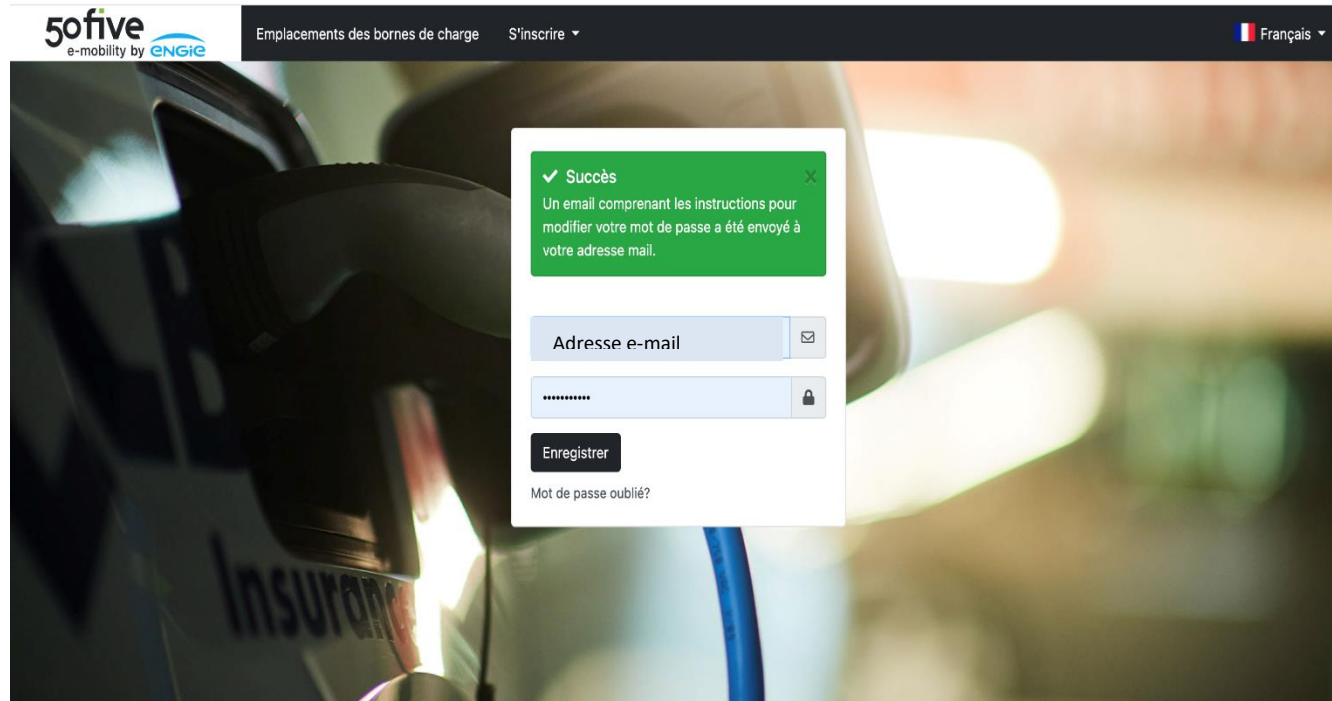 50five
e-mobility by ENGIE
Emplacements des bornes de charge
S'inscrire
Français
Succès
Un email comprenant les instructions pour
modifier votre mot de passe a été envoyé à
votre adresse mail.
Adresse e-mail
•••••••••••
Enregistrer
Mot de passe oublié?